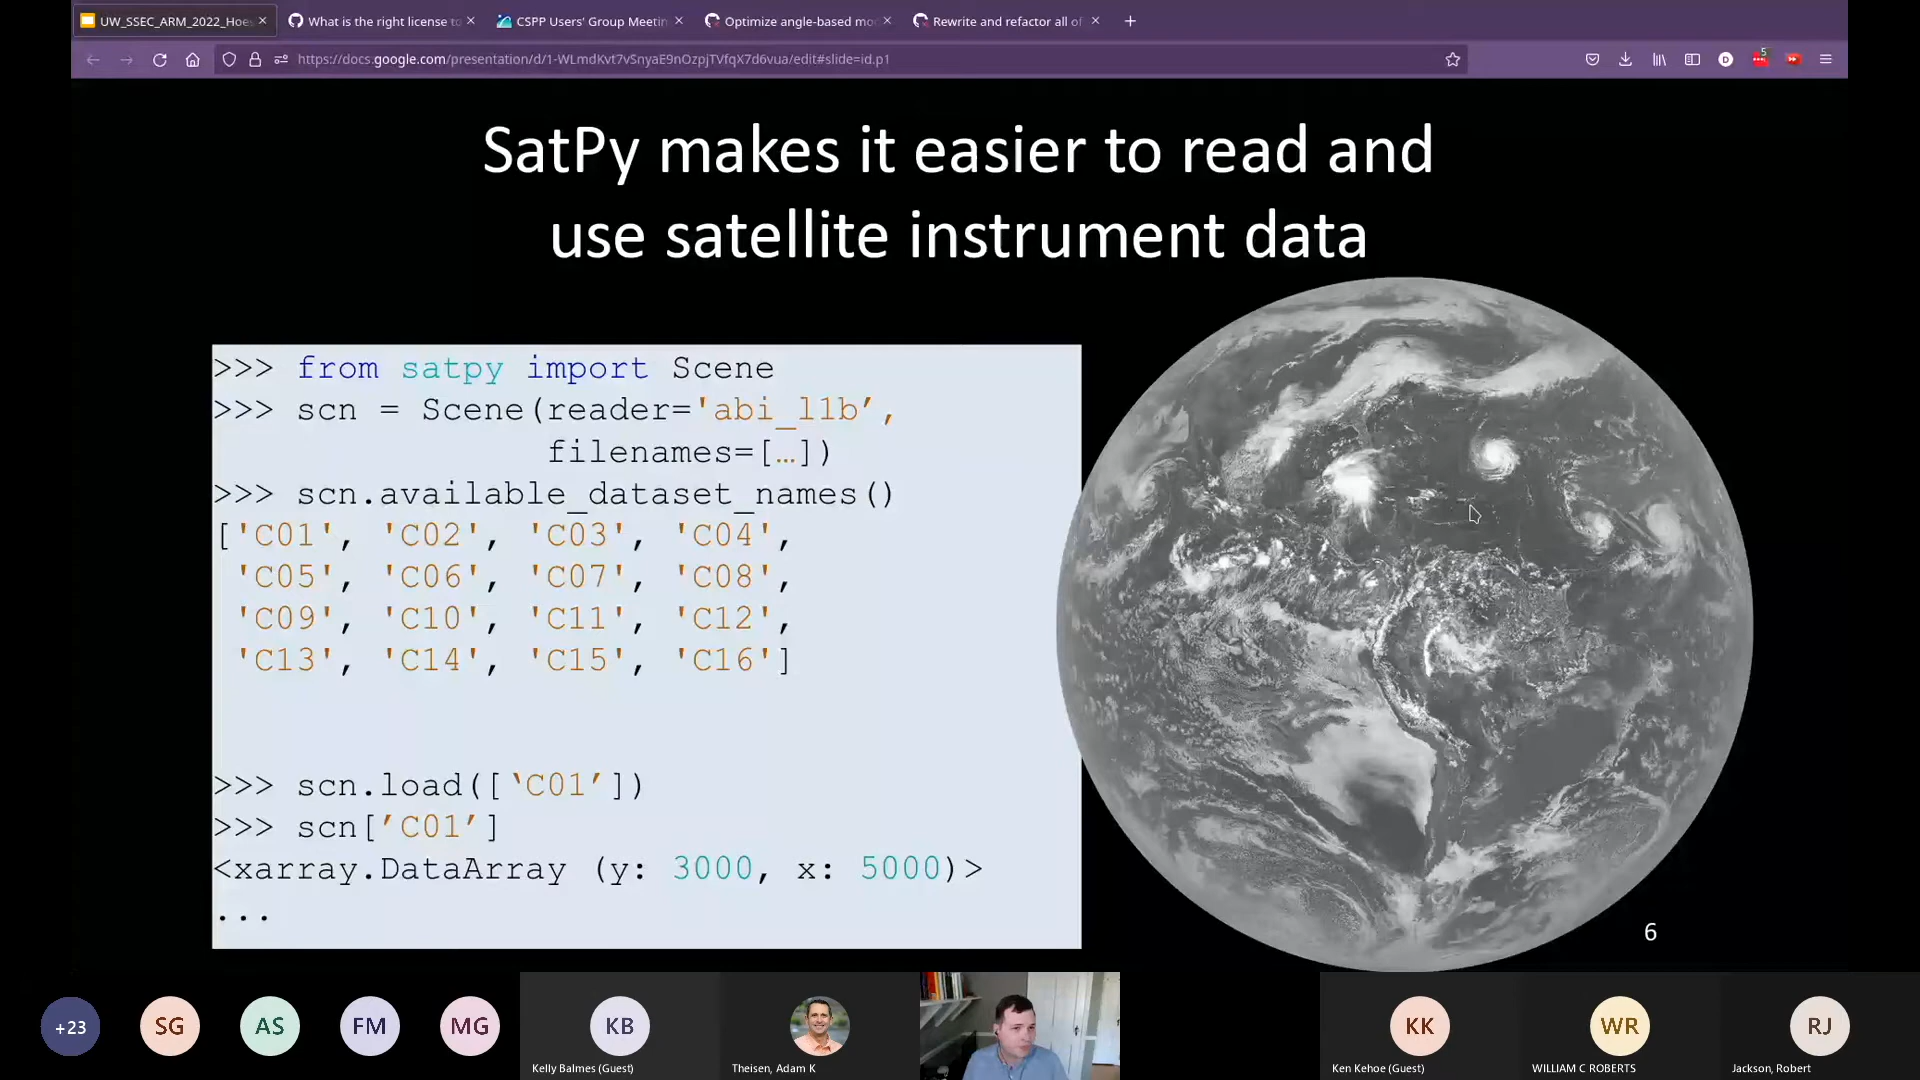 UW_SSEC_ARM_2022_Hoe
What is the right license to
CSPP Users' Group Meetin
Optimize angle-based mo
Rewrite and refactor all of
https://docs.google.com/presentation/d/1-WLmdKvt7vSnyaE9nOzpjTVfqX7d6vua/edit#slide=id.p1
D
5
SatPy makes it easier to read and
use satellite instrument data
>>> from satpy import Scene
>>> scn = Scene(reader='abi_l1b’,
filenames=[…])
>>> scn.available_dataset_names()
['C01', 'C02', 'C03', 'C04',
'C05', 'C06', 'C07', 'C08',
'C09', 'C10', 'C11', 'C12',
'C13', 'C14', 'C15', 'C16']
>>> scn.load([‘C01’])
>>> scn[’C01’]
<xarray.DataArray (y: 3000, x: 5000)>
...
6
+23
SG
AS
FM
MG
KB
KK
WR
RJ
Kelly Balmes (Guest)
Theisen, Adam K
Ken Kehoe (Guest)
WILLIAM C ROBERTS
Jackson, Robert